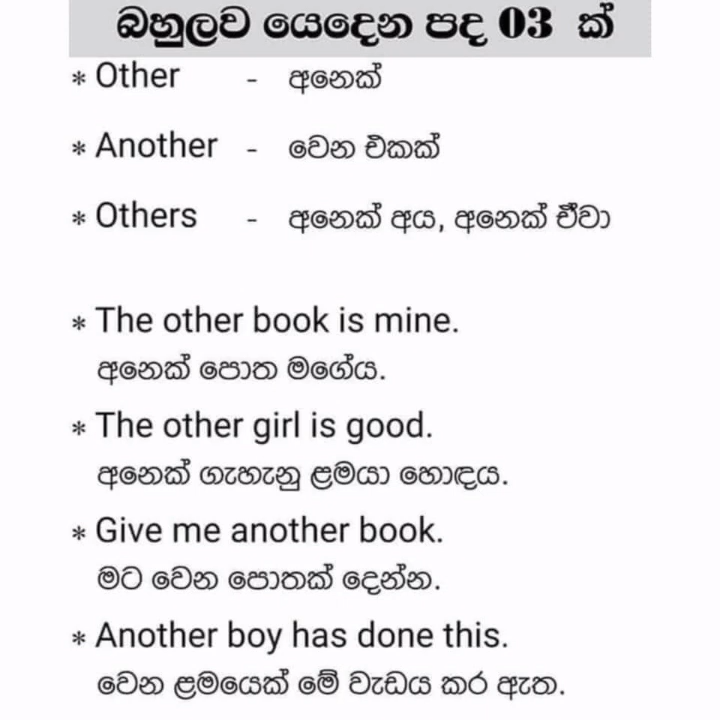 බහුලව යෙදෙන පද 03 ක්
* Other - අනෙක්
* Another - වෙන එකක්
* Others - අනෙක් අය, අනෙක් ඒවා
* The other book is mine.
අනෙක් පොත මගේය.
* The other girl is good.
අනෙක් ගැහැනු ළමයා හොඳය.
* Give me another book.
මට වෙන පොතක් දෙන්න.
* Another boy has done this.
වෙන ළමයෙක් මේ වැඩය කර ඇත.